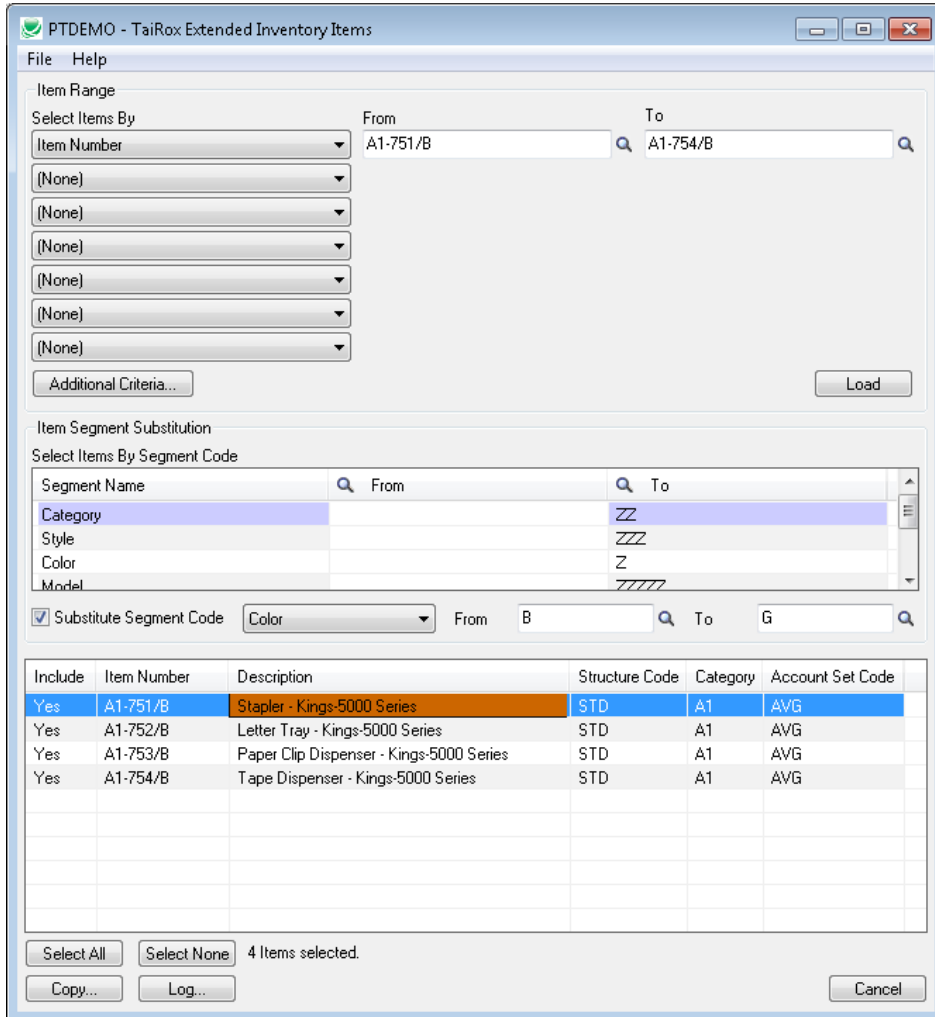 PTDEMO - TaiRox Extended Inventory Items
File Help
Item Range
Select Items By From To
Item Number A1-751/B A1-754/B
(None)
(None)
(None)
(None)
(None)
(None)
Additional Criteria... Load
Item Segment Substitution
Select Items By Segment Code
Segment Name From To
Category ZZ
Style ZZZ
Color Z
Model ZZZZZ
Substitute Segment Code Color From B To G
Include Item Number Description Structure Code Category Account Set Code
Yes A1-751/B Stapler - Kings-5000 Series STD A1 AVG
Yes A1-752/B Letter Tray - Kings-5000 Series STD A1 AVG
Yes A1-753/B Paper Clip Dispenser - Kings-5000 Series STD A1 AVG
Yes A1-754/B Tape Dispenser - Kings-5000 Series STD A1 AVG
Select All Select None 4 Items selected.
Copy... Log... Cancel